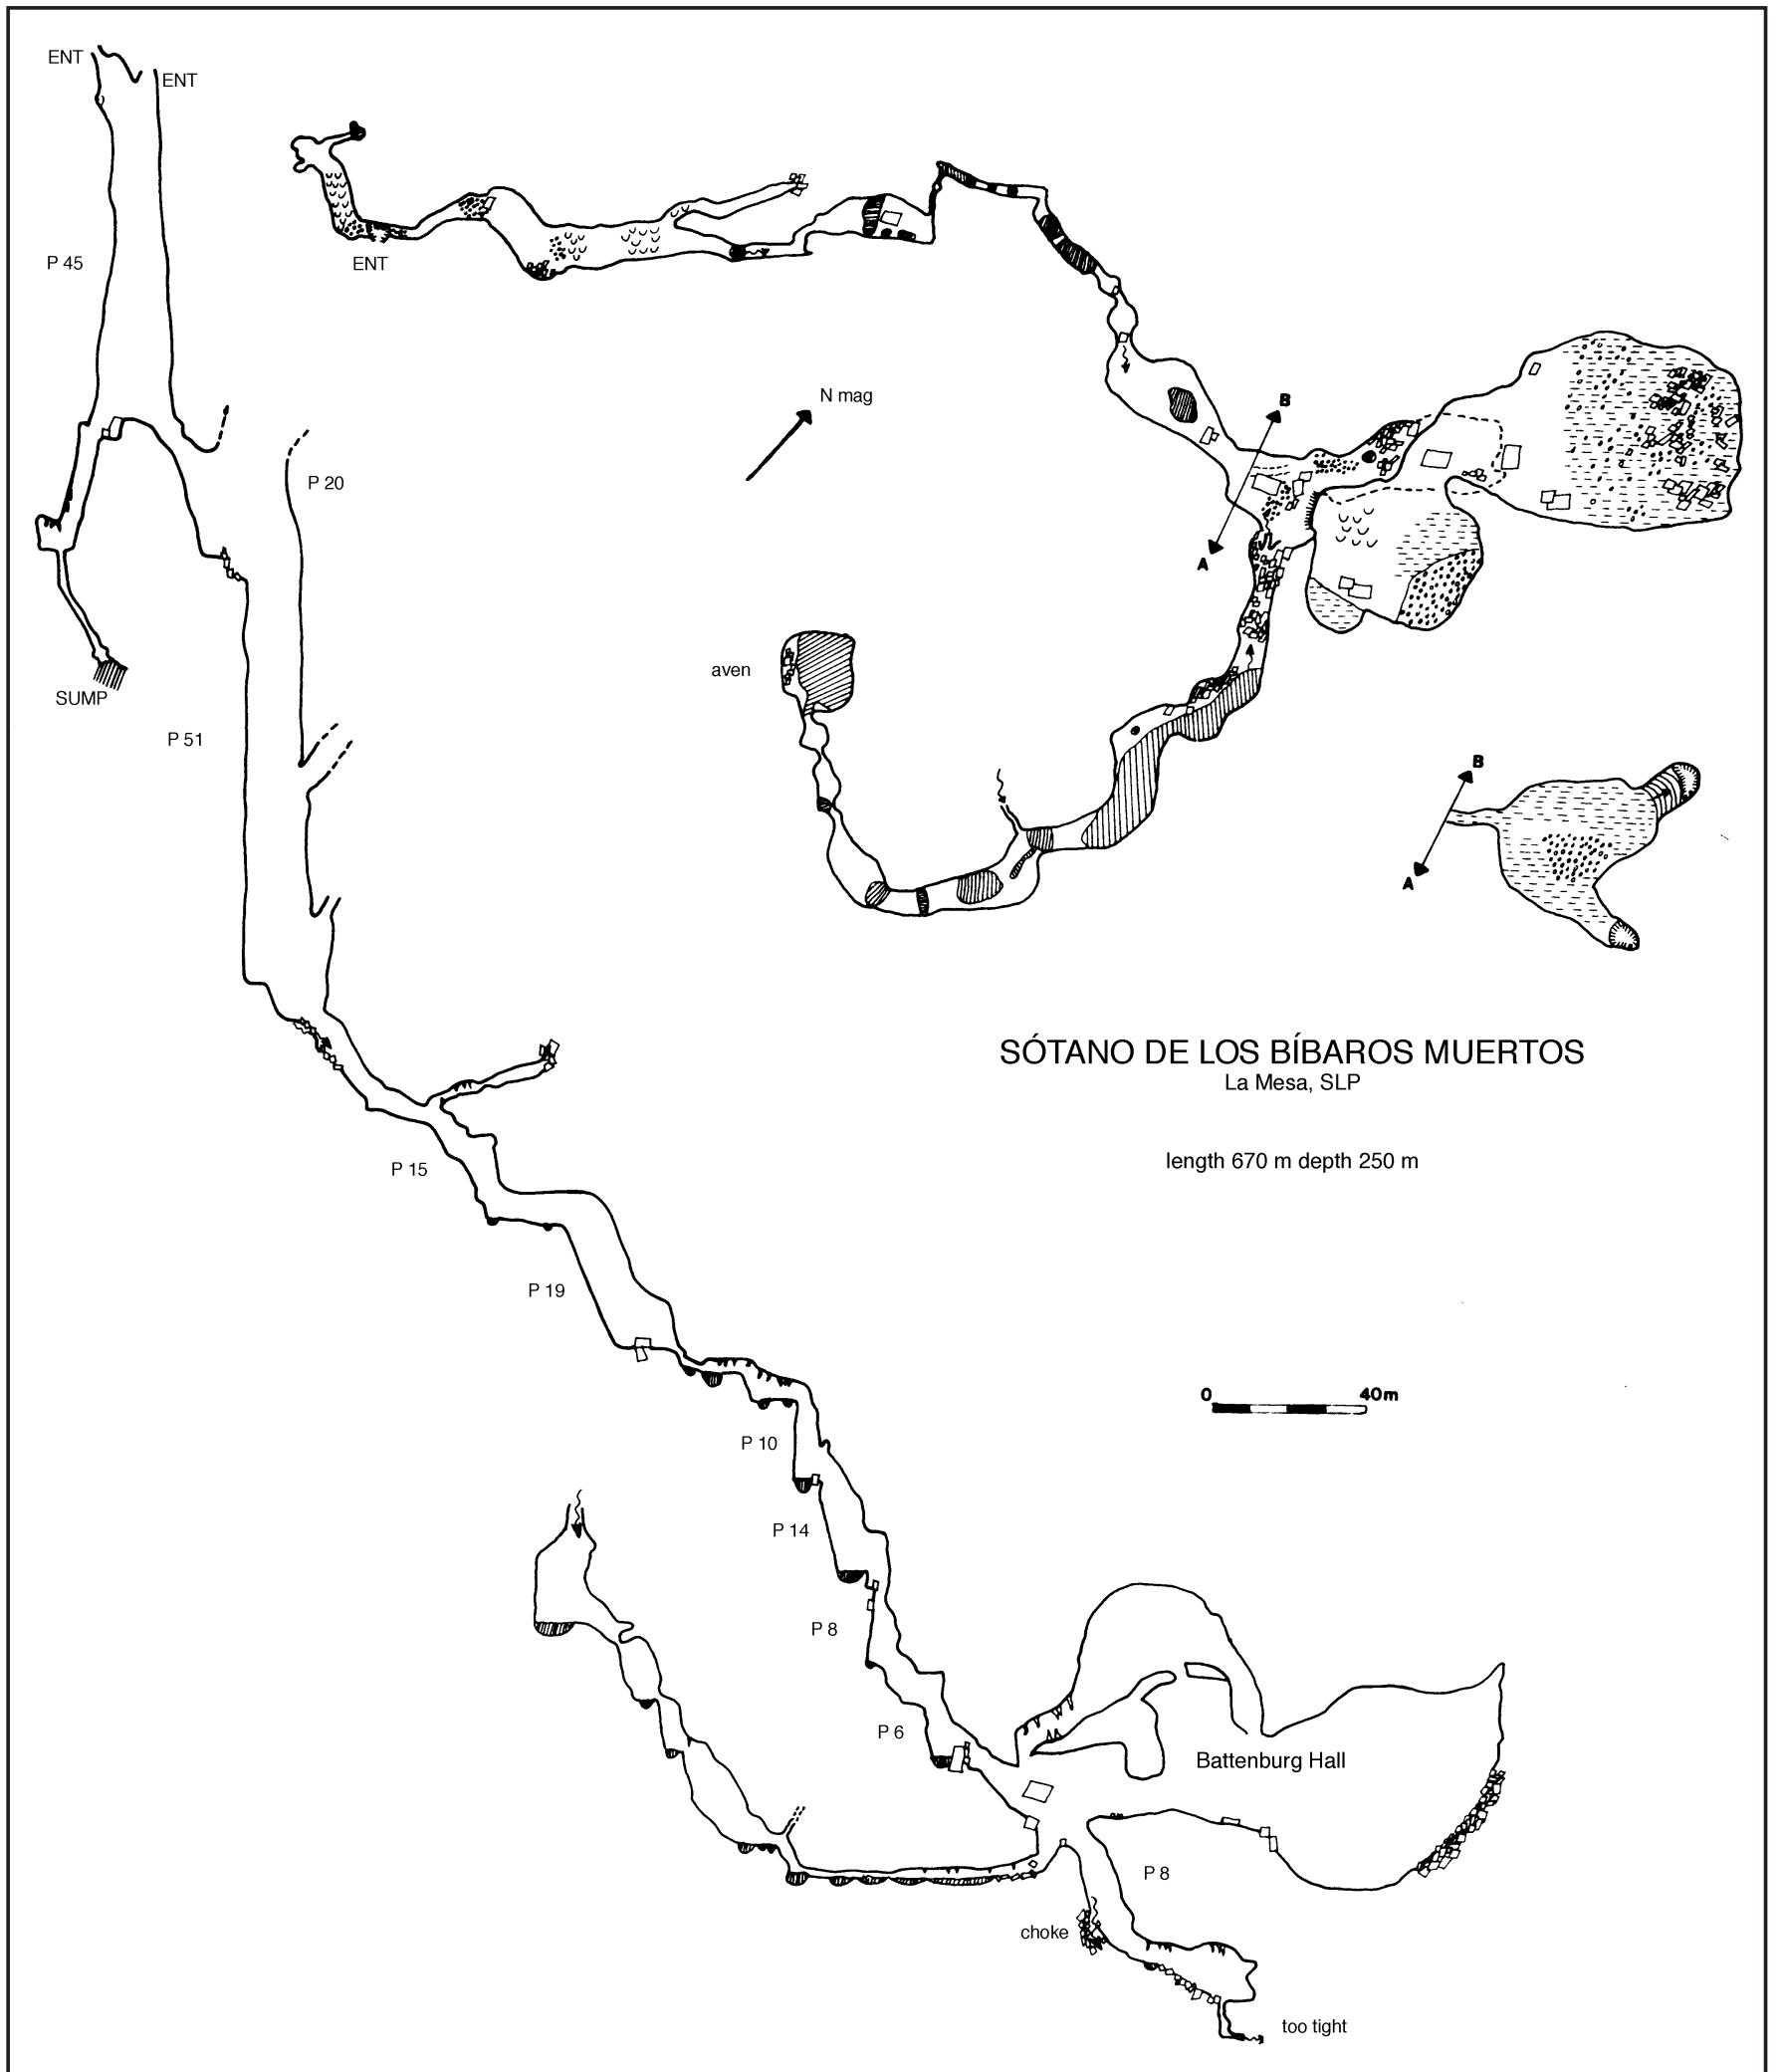 ENT
ENT
P 45
ENT
N mag
P 20
B
A
aven
SUMP
P 51
B
A
SÓTANO DE LOS BÍBAROS MUERTOS
La Mesa, SLP
length 670 m depth 250 m
P 15
P 19
0 40m
P 10
P 14
P 8
P 6
Battenburg Hall
P 8
choke
too tight